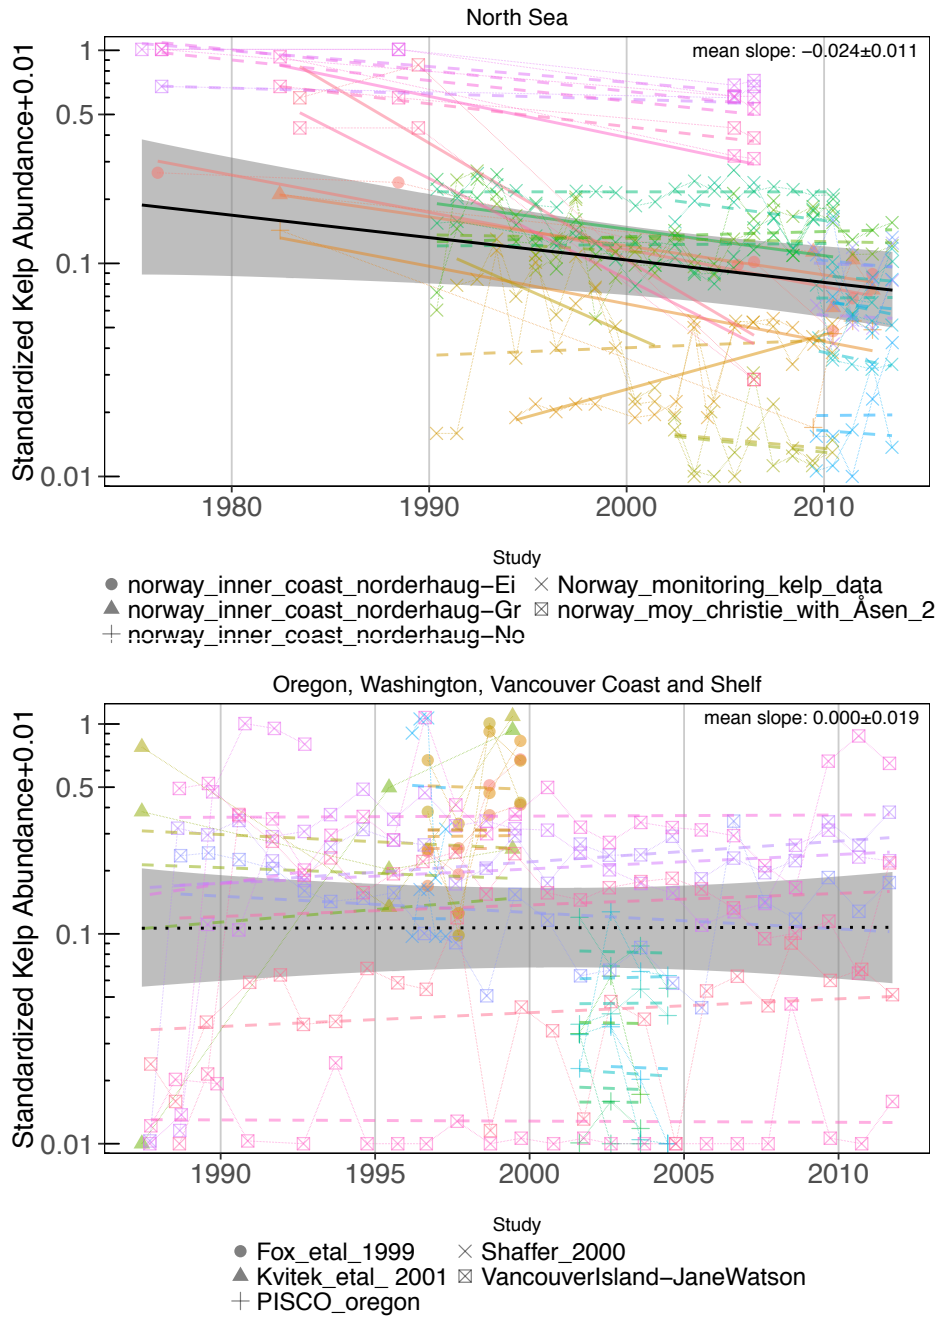 North Sea
mean slope: −0.024±0.011
Standardized Kelp Abundance+0.01
1
0.5
0.1
0.01
1980 1990 2000 2010
Study
norway_inner_coast_norderhaug−Ei Norway_monitoring_kelp_data
norway_inner_coast_norderhaug−Gr norway_moy_christie_with_Åsen_2
norway_inner_coast_norderhaug−No
Oregon, Washington, Vancouver Coast and Shelf
mean slope: 0.000±0.019
Standardized Kelp Abundance+0.01
1
0.5
0.1
0.01
1990 1995 2000 2005 2010
Study
Fox_etal_1999 Shaffer_2000
Kvitek_etal_ 2001 VancouverIsland−JaneWatson
PISCO_oregon